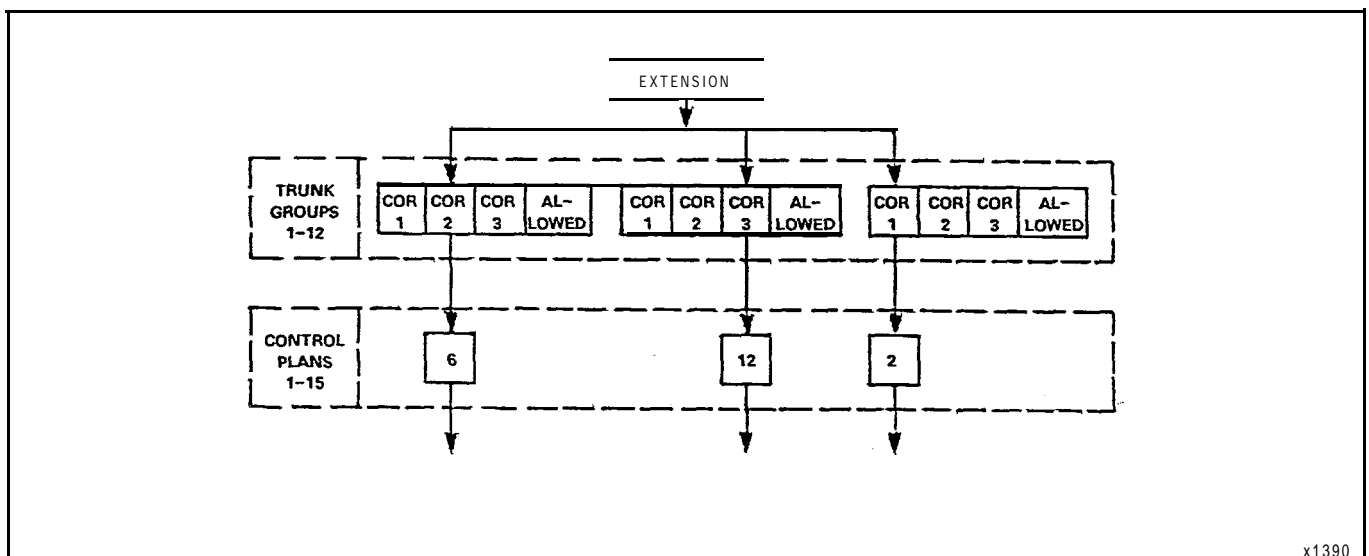 EXTENSION
TRUNK
GROUPS
1-12
COR
1
COR
2
COR
3
AL-
LOWED
COR
1
COR
2
COR
3
AL-
LOWED
COR
1
COR
2
COR
3
AL-
LOWED
CONTROL
PLANS
1-15
6
12
2
x1390